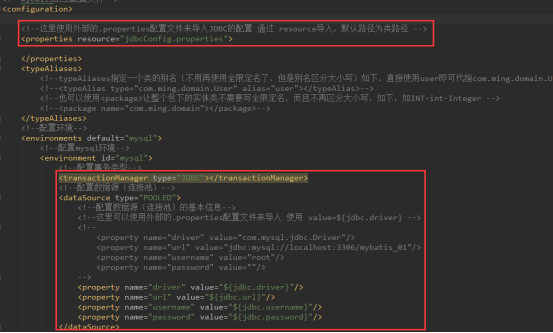 <configuration>
<!--这里使用外部的.properties配置文件来导入JDBC的配置 通过 resource导入，默认路径为类路径 -->
<properties resource="jdbcConfig.properties">
</properties>
<typeAliases>
<!--typeAliases指定一个类的别名（不用再使用全限定名了，但是别名区分大小写）如下，直接使用user即可代指com.ming.domain.U
<!--<typeAlias type="com.ming.domain.User" alias="user"></typeAlias>-->
<!--也可以使用<package>让整个包下的实体类不需要写全限定名，而且不再区分大小写，如下，如INT-int-Integer -->
<!--<package name="com.ming.domain"></package>-->
</typeAliases>
<!--配置环境-->
<environments default="mysql">
<!--配置mysql环境-->
<environment id="mysql">
<!--配置事务类型-->
<transactionManager type="JDBC"></transactionManager>
<!--配置数据源（连接池）-->
<dataSource type="POOLED">
<!--配置数据源（连接池）的基本信息-->
<!--这里可以使用外部的.properties配置文件来导入 使用 value=${jdbc.driver} -->
<!--
<property name="driver" value="com.mysql.jdbc.Driver"/>
<property name="url" value="jdbc:mysql://localhost:3306/mybatis_01"/>
<property name="username" value="root"/>
<property name="password" value=""/>
-->
<property name="driver" value="${jdbc.driver}"/>
<property name="url" value="${jdbc.url}"/>
<property name="username" value="${jdbc.username}"/>
<property name="password" value="${jdbc.password}"/>
</dataSource>